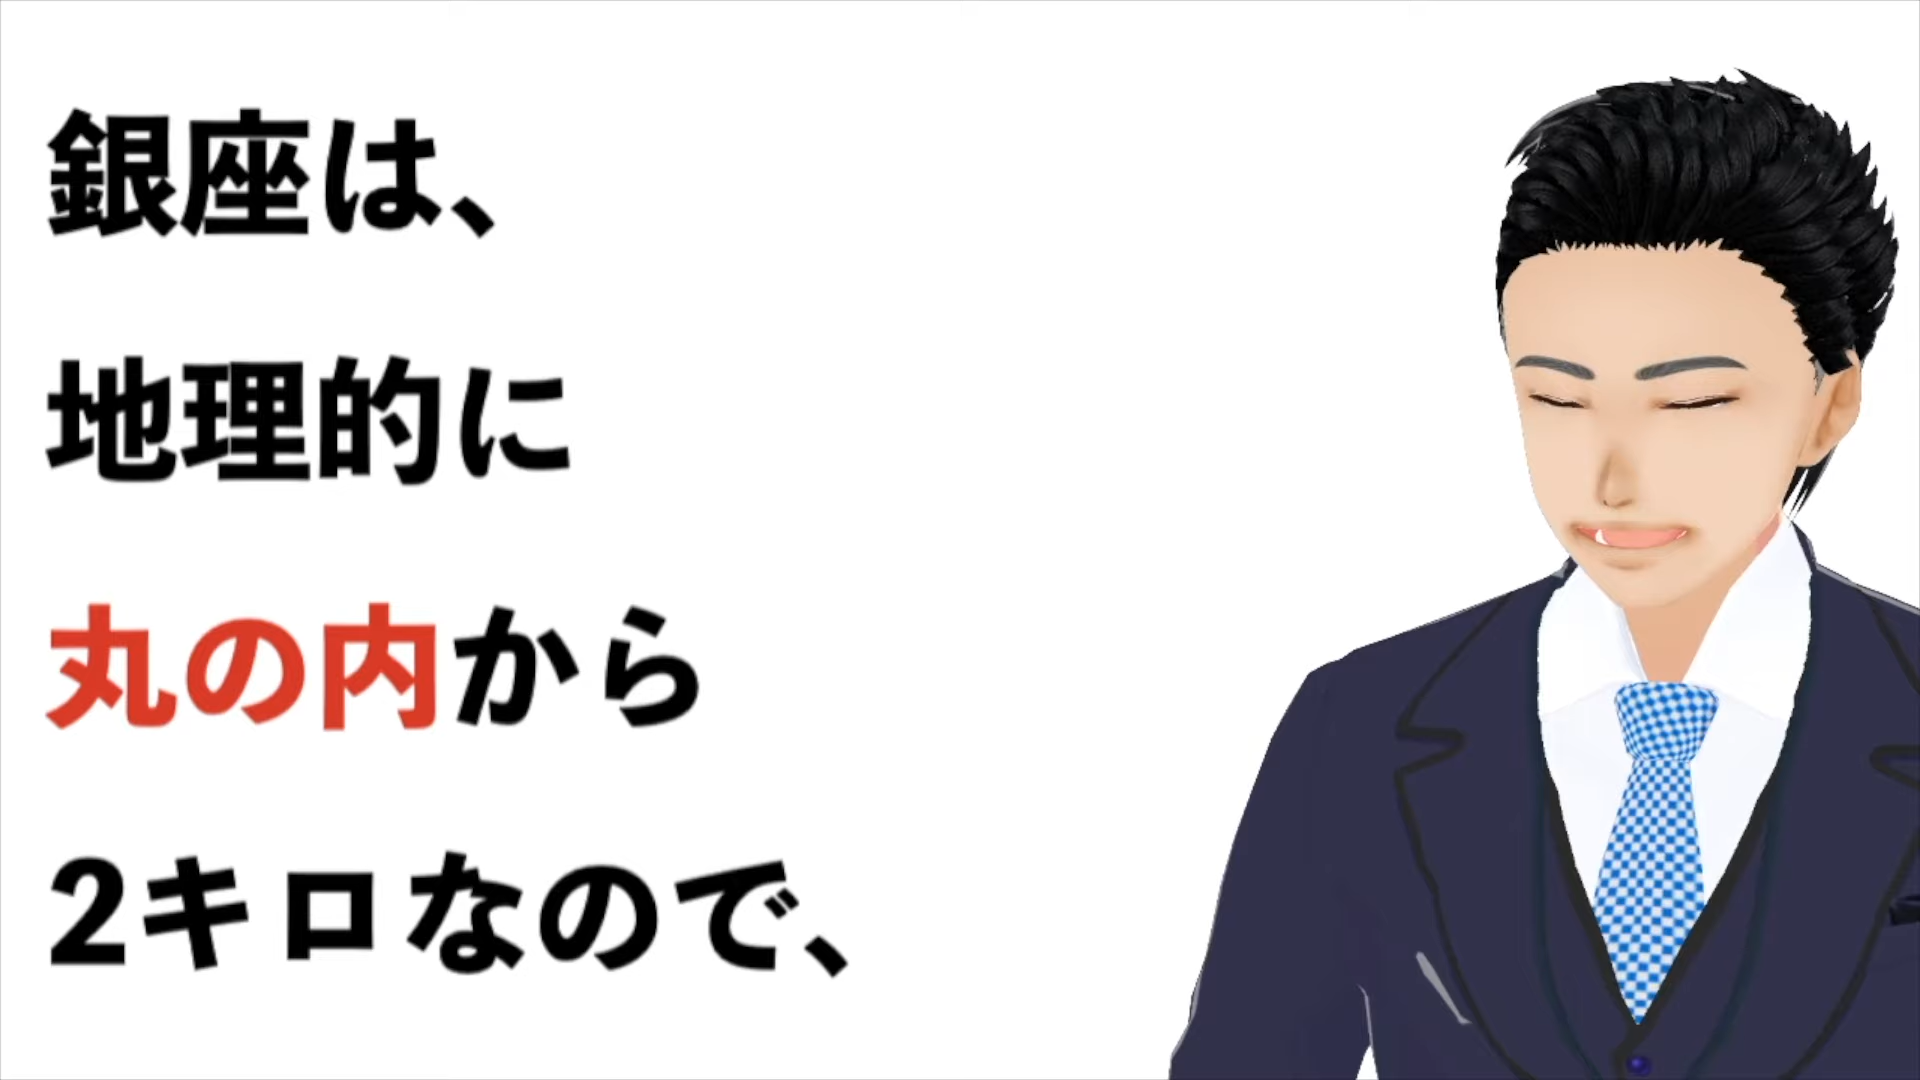 銀座は、
地理的に
丸の内から
2キロなので、